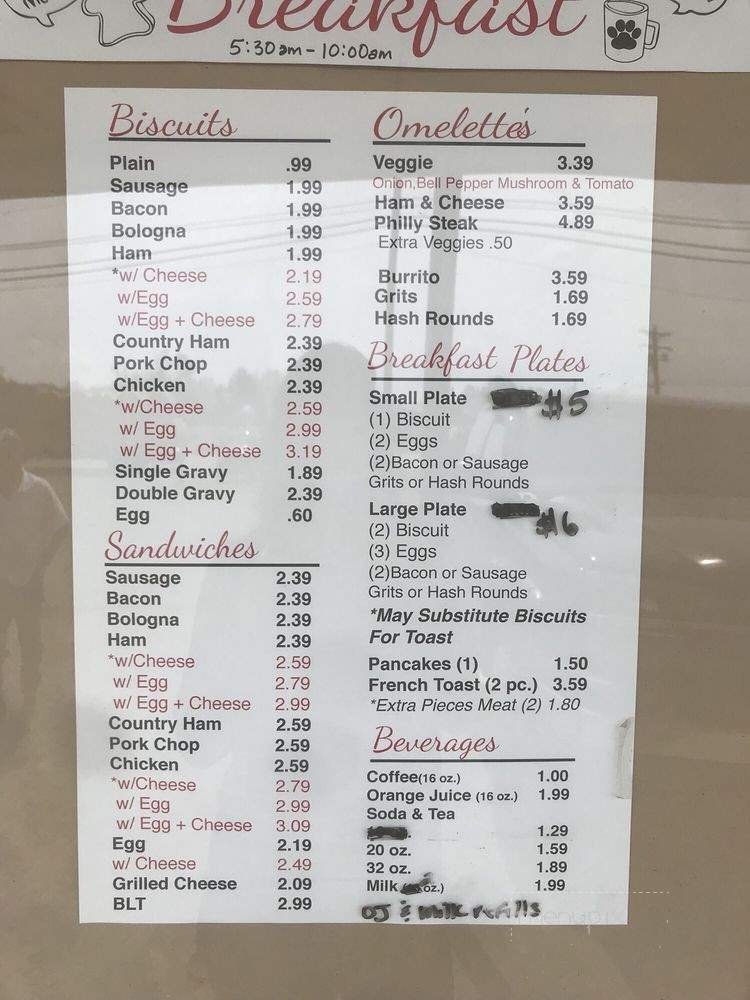 Breakfast
5:30am - 10:00am
Biscuits
Plain .99
Sausage 1.99
Bacon 1.99
Bologna 1.99
Ham 1.99
*w/ Cheese 2.19
w/Egg 2.59
w/Egg + Cheese 2.79
Country Ham 2.39
Pork Chop 2.39
Chicken 2.39
*w/Cheese 2.59
w/ Egg 2.99
w/ Egg + Cheese 3.19
Single Gravy 1.89
Double Gravy 2.39
Egg .60
Sandwiches
Sausage 2.39
Bacon 2.39
Bologna 2.39
Ham 2.39
*w/Cheese 2.59
w/ Egg 2.79
w/ Egg + Cheese 2.99
Country Ham 2.59
Pork Chop 2.59
Chicken 2.59
*w/Cheese 2.79
w/ Egg 2.99
w/ Egg + Cheese 3.09
Egg 2.19
w/ Cheese 2.49
Grilled Cheese 2.09
BLT 2.99
Omelette's
Veggie 3.39
Onion,Bell Pepper Mushroom & Tomato
Ham & Cheese 3.59
Philly Steak 4.89
Extra Veggies .50
Burrito 3.59
Grits 1.69
Hash Rounds 1.69
Breakfast Plates
Small Plate $5
(1) Biscuit
(2) Eggs
(2)Bacon or Sausage
Grits or Hash Rounds
Large Plate $6
(2) Biscuit
(3) Eggs
(2)Bacon or Sausage
Grits or Hash Rounds
*May Substitute Biscuits
For Toast
Pancakes (1) 1.50
French Toast (2 pc.) 3.59
*Extra Pieces Meat (2) 1.80
Beverages
Coffee(16 oz.) 1.00
Orange Juice (16 oz.) 1.99
Soda & Tea
1.29
20 oz. 1.59
32 oz. 1.89
Milk oz.) 1.99
OJ & Milk refills